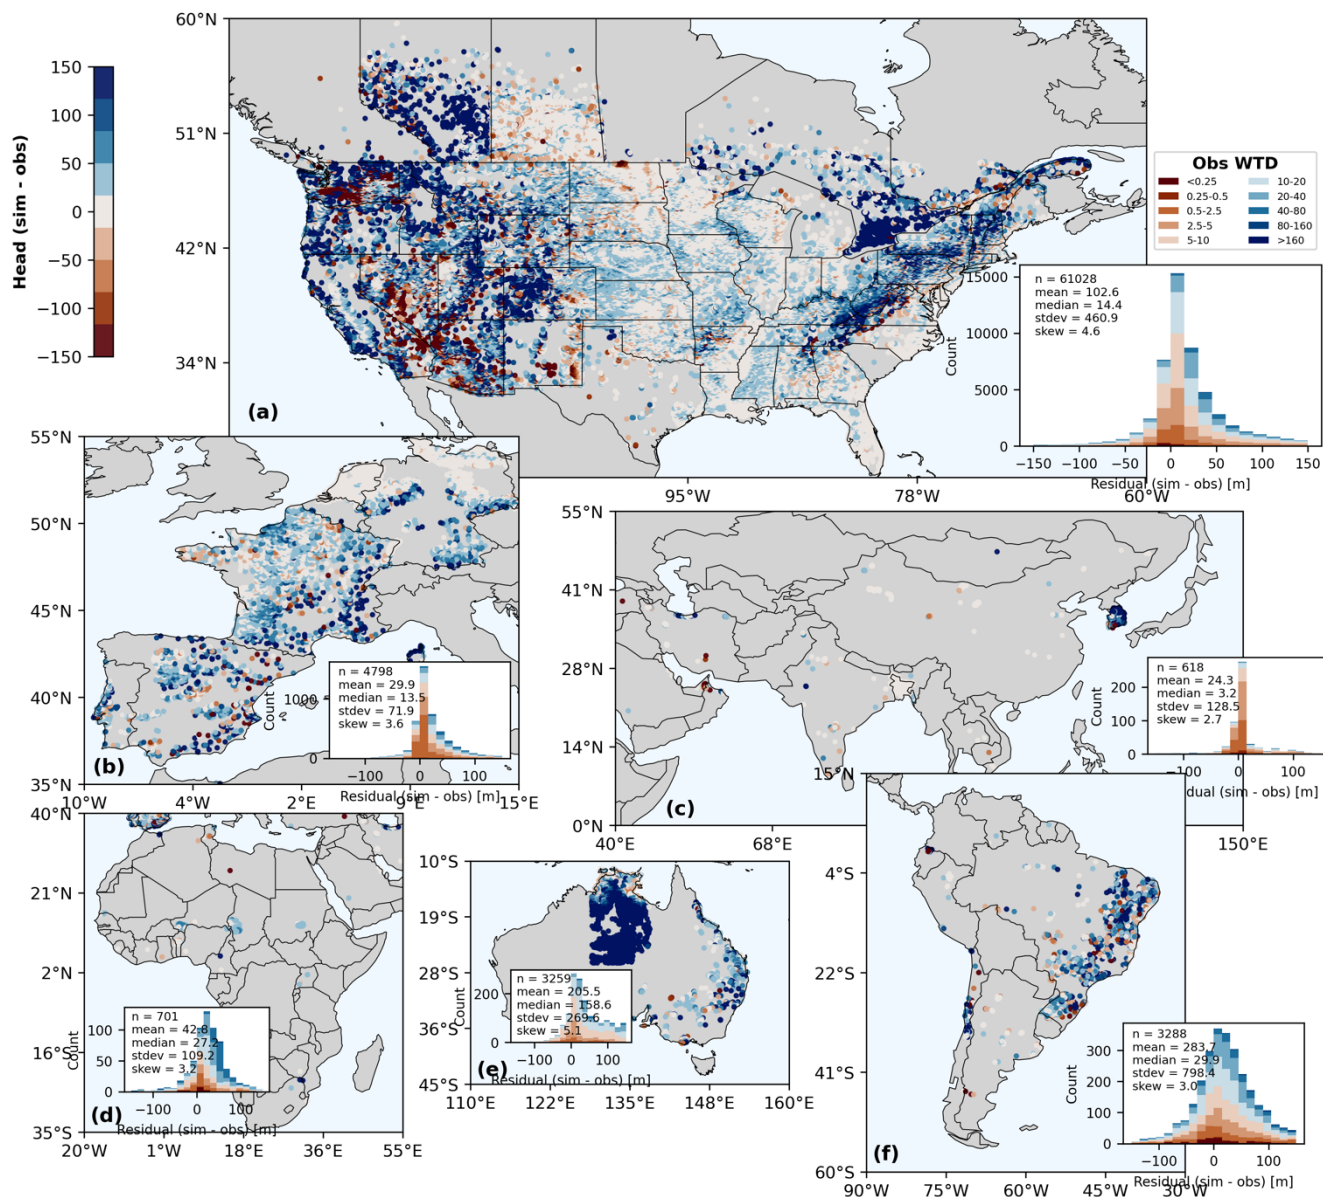 60°N
51°N
42°N
34°N
95°W
78°W
60°W
Head (sim - obs)
150
100
50
0
−50
−100
−150
(a)
Obs WTD
<0.25
0.25-0.5
0.5-2.5
2.5-5
5-10
10-20
20-40
40-80
80-160
>160
n = 61028
mean = 102.6
median = 14.4
stdev = 460.9
skew = 4.6
Count
15000
10000
5000
0
−150
−100
−50
0
50
100
150
Residual (sim - obs) [m]
55°N
50°N
45°N
40°N
35°N
10°W
4°W
2°E
9°E
15°E
(b)
n = 4798
mean = 29.9
median = 13.5
stdev = 71.9
skew = 3.6
Count
1000
0
−100
0
100
Residual (sim - obs) [m]
55°N
41°N
28°N
14°N
0°N
40°E
68°E
150°E
(c)
n = 618
mean = 24.3
median = 3.2
stdev = 128.5
skew = 2.7
Count
200
100
0
−100
0
100
dual (sim - obs) [m]
40°N
21°N
2°N
16°S
35°S
20°W
1°W
18°E
36°E
55°E
(d)
n = 701
mean = 42.8
median = 27.2
stdev = 109.2
skew = 3.2
Count
100
50
0
−100
0
100
Residual (sim - obs) [m]
10°S
19°S
28°S
36°S
45°S
110°E
122°E
135°E
148°E
160°E
(e)
n = 3259
mean = 205.5
median = 158.6
stdev = 269.6
skew = 5.1
Count
200
0
−100
0
100
Residual (sim - obs) [m]
15°N
4°S
22°S
41°S
60°S
90°W
75°W
60°W
45°W
30°W
(f)
n = 3288
mean = 283.7
median = 29.9
stdev = 798.4
skew = 3.0
Count
300
200
100
0
−100
0
100
Residual (sim - obs) [m]